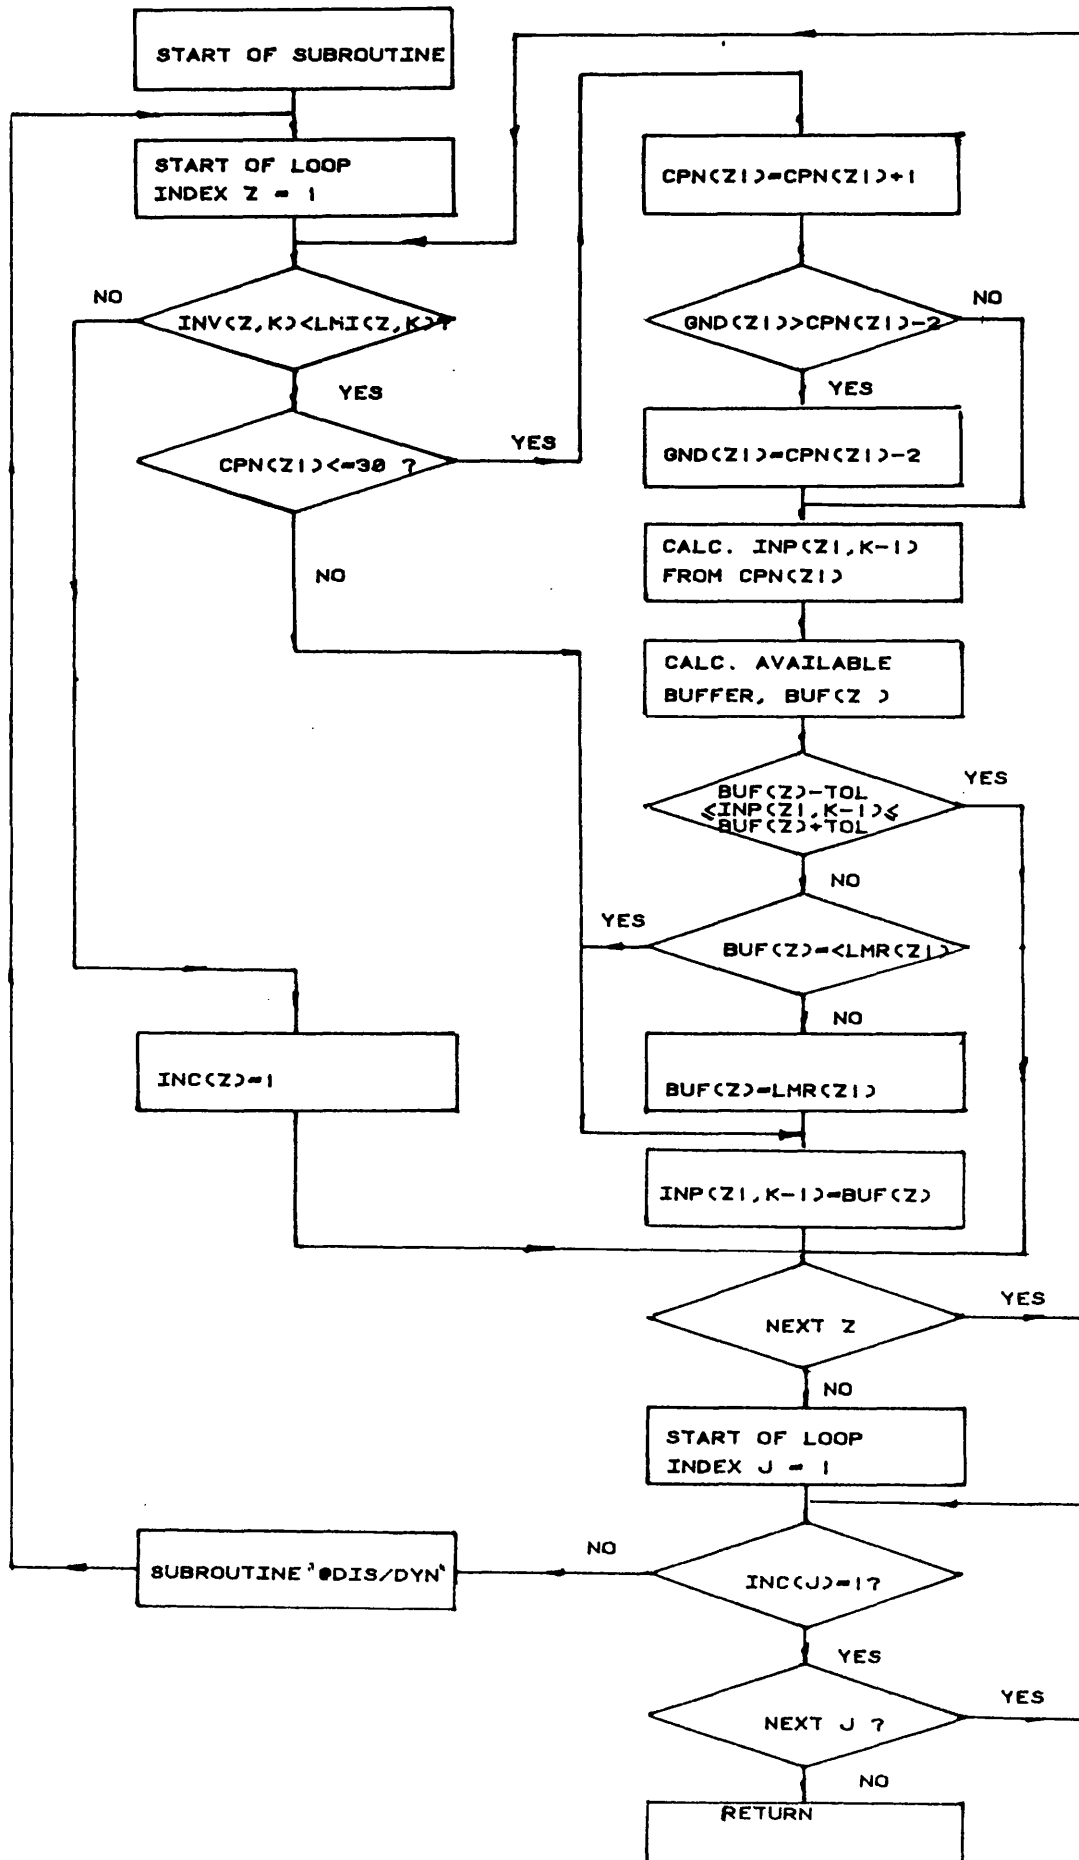 START OF SUBROUTINE
START OF LOOP
INDEX Z = 1
NO
INV(Z,K)<LMI(Z,K)?
YES
CPN(Z1)<=30 ?
YES
NO
CPN(Z1)=CPN(Z1)+1
GND(Z1)>CPN(Z1)-2
NO
YES
GND(Z1)=CPN(Z1)-2
CALC. INP(Z1,K-1)
FROM CPN(Z1)
CALC. AVAILABLE
BUFFER, BUF(Z )
BUF(Z)-TOL
≤INP(Z1,K-1)≤
BUF(Z)+TOL
YES
NO
YES
BUF(Z)=<LMR(Z1)
NO
INC(Z)=1
BUF(Z)=LMR(Z1)
INP(Z1,K-1)=BUF(Z)
NEXT Z
YES
NO
START OF LOOP
INDEX J = 1
SUBROUTINE "@DIS/DYN"
NO
INC(J)=1?
YES
NEXT J ?
YES
NO
RETURN